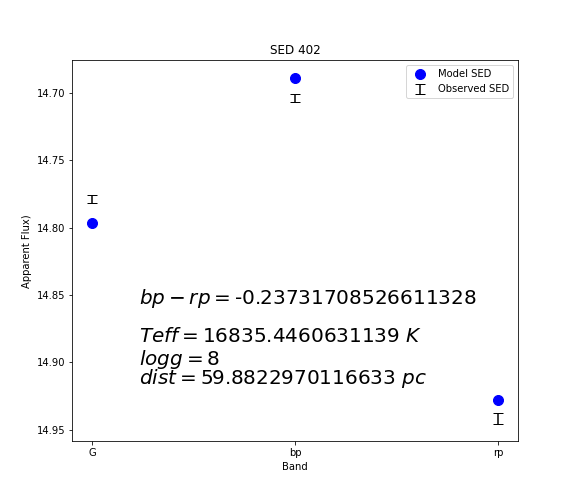 SED 402
Model SED
Observed SED
14.70
14.75
14.80
14.85
14.90
14.95
Apparent Flux)
bp − rp = -0.23731708526611328
Teff = 16835.4460631139 K
logg = 8
dist = 59.8822970116633 pc
G
bp
rp
Band